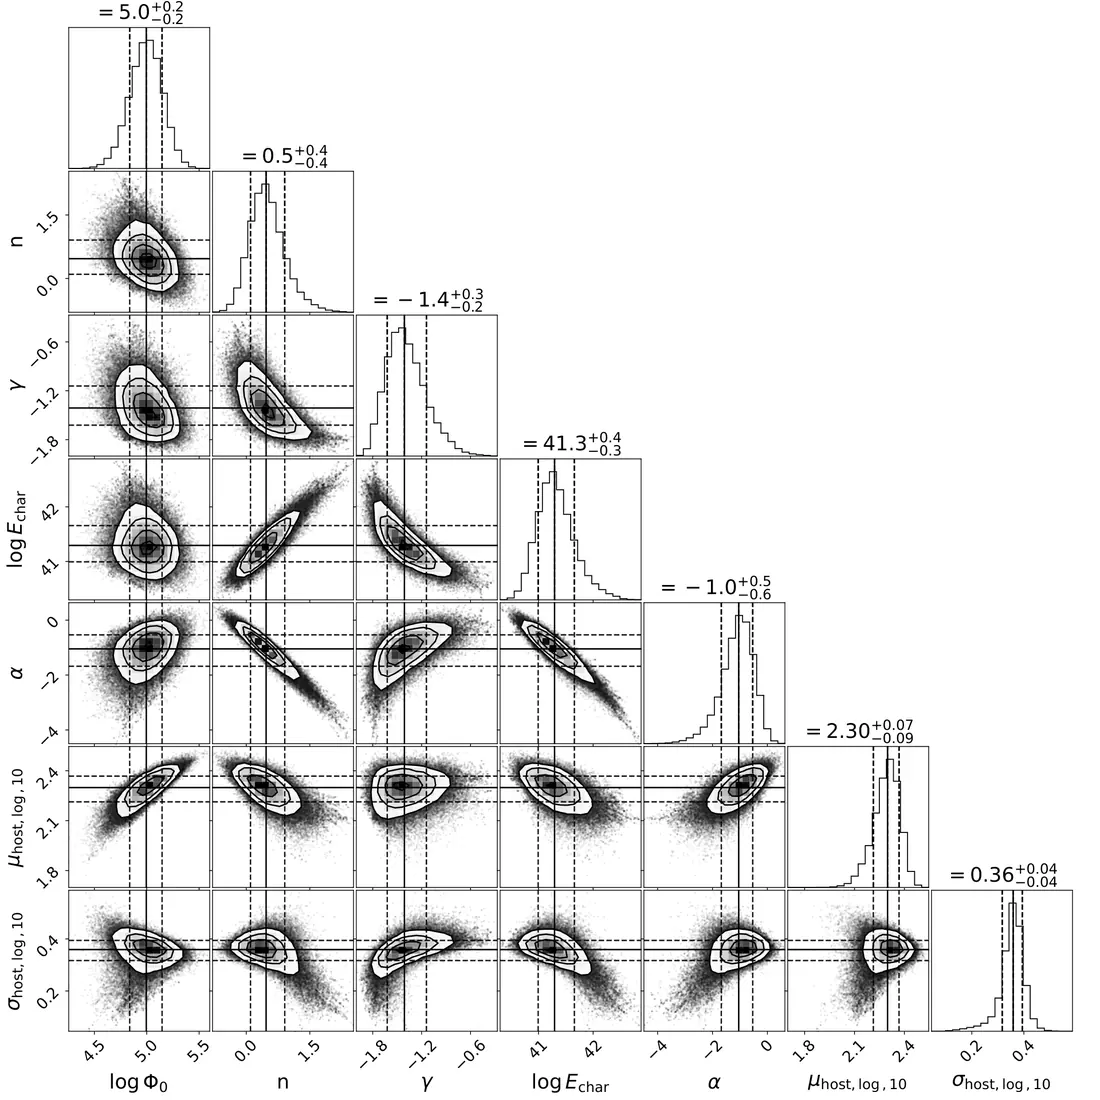 = 5.0 +0.2 −0.2
= 0.5 +0.4 −0.4
n
1.5
0.0
= −1.4 +0.3 −0.2
γ
−0.6
−1.2
−1.8
= 41.3 +0.4 −0.3
log E_char
42
41
= −1.0 +0.5 −0.6
α
0
−2
−4
= 2.30 +0.07 −0.09
μ_host, log, 10
2.4
2.1
1.8
= 0.36 +0.04 −0.04
σ_host, log, 10
0.4
0.2
4.5 5.0 5.5 0.0 1.5 −1.8 −1.2 −0.6 41 42 −4 −2 0 1.8 2.1 2.4 0.2 0.4
log Φ_0 n γ log E_char α μ_host, log, 10 σ_host, log, 10